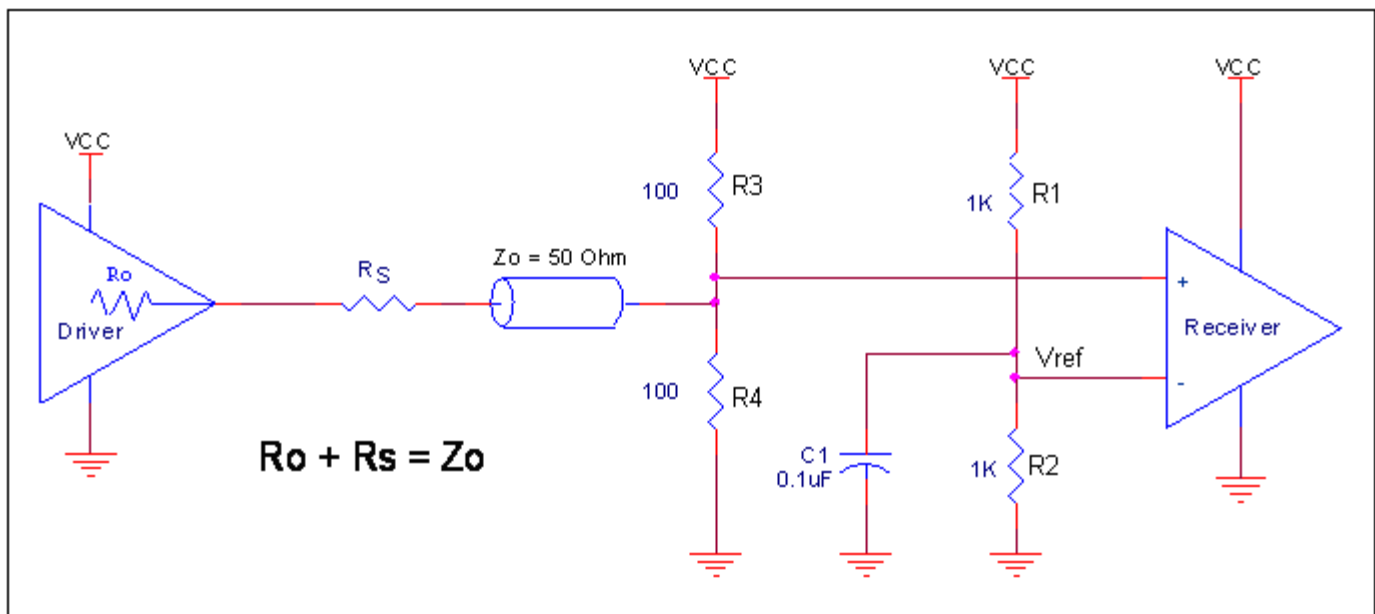 VCC
VCC
VCC
VCC
R3
100
R1
1K
Zo = 50 Ohm
RS
Ro
Driver
+
Receiver
Vref
-
R4
100
Ro + Rs = Zo
C1
0.1uF
R2
1K